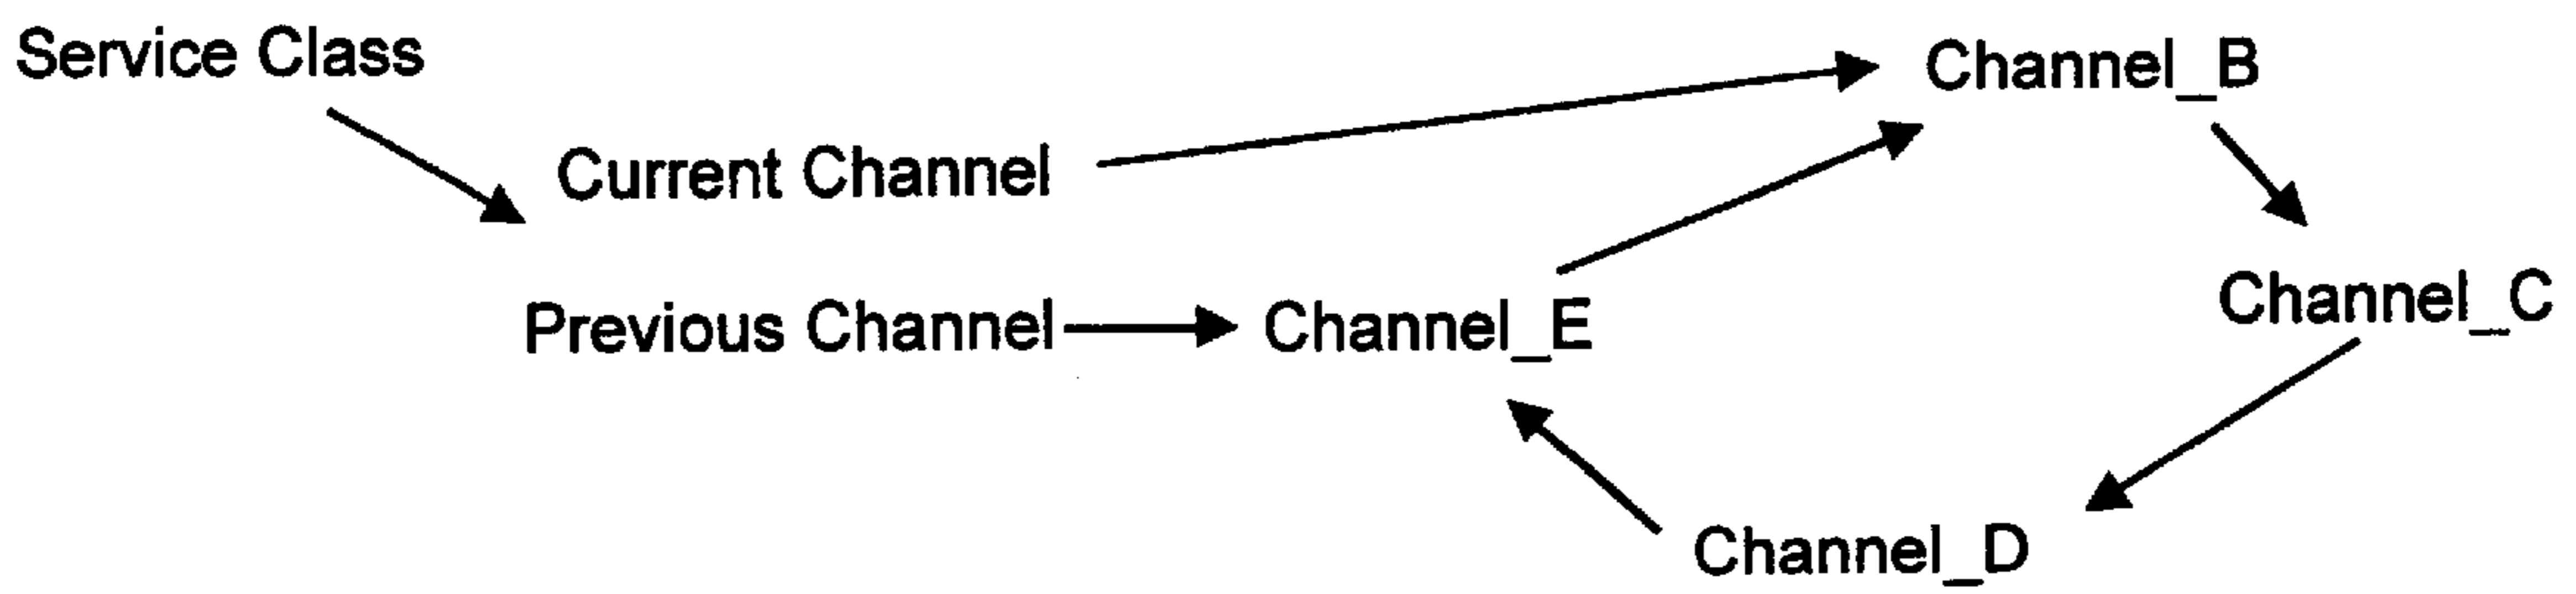 Service Class
Channel_B
Current Channel
Channel_C
Previous Channel
Channel_E
Channel_D